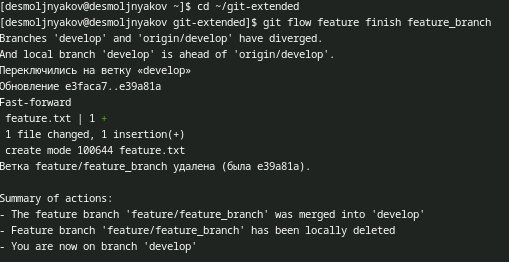 [desmoljnyakov@desmoljnyakov ~]$ cd ~/git-extended
[desmoljnyakov@desmoljnyakov git-extended]$ git flow feature finish feature_branch
Branches 'develop' and 'origin/develop' have diverged.
And local branch 'develop' is ahead of 'origin/develop'.
Переключились на ветку «develop»
Обновление e3faca7..e39a81a
Fast-forward
 feature.txt | 1 +
 1 file changed, 1 insertion(+)
 create mode 100644 feature.txt
Ветка feature/feature_branch удалена (была e39a81a).

Summary of actions:
- The feature branch 'feature/feature_branch' was merged into 'develop'
- Feature branch 'feature/feature_branch' has been locally deleted
- You are now on branch 'develop'